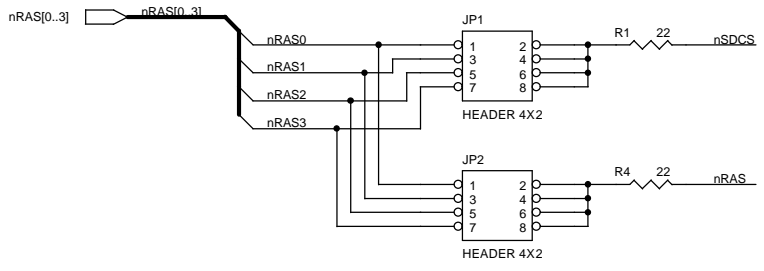 nRAS[0..3] nRAS[0..3]
JP1
nRAS0 1 2 R1 22 nSDCS
nRAS1 3 4
nRAS2 5 6
nRAS3 7 8
HEADER 4X2
JP2
1 2 R4 22 nRAS
3 4
5 6
7 8
HEADER 4X2